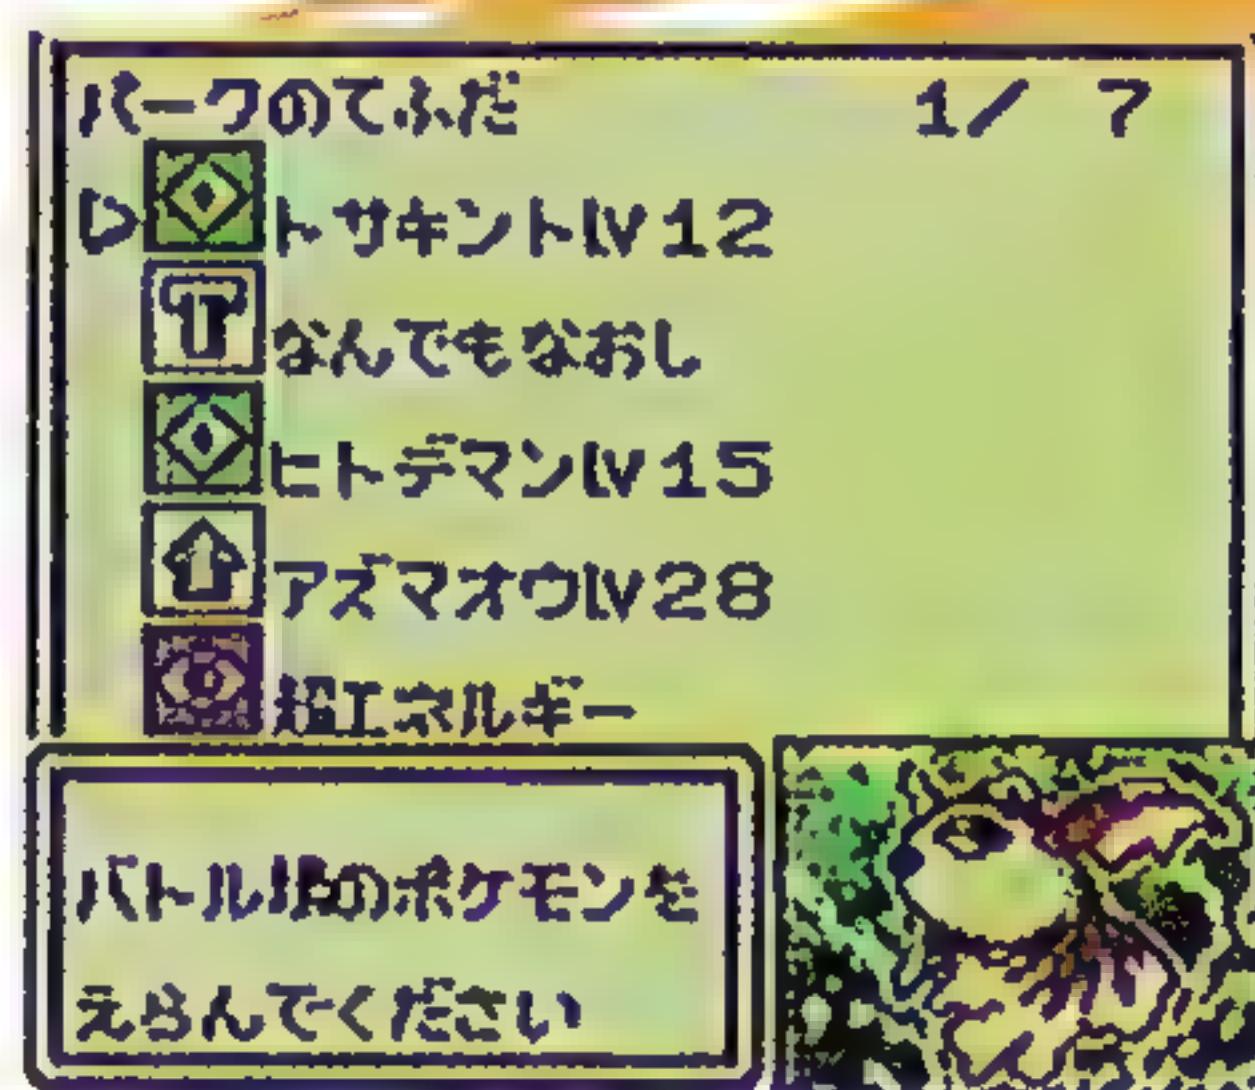 パークのてふだ 1/ 7
トサキントlv12
なんでもなおし
ヒトデマンlv15
アズマオウlv28
超エネルギー
バトル場のポケモンを
えらんでください